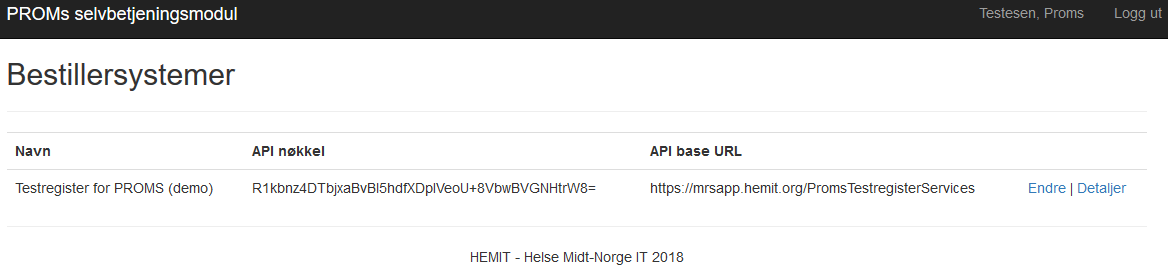 PROMs selvbetjeningsmodul Testesen, Proms Logg ut
Bestillersystemer
Navn API nøkkel API base URL
Testregister for PROMS (demo) R1kbnz4DTbjxaBvBl5hdfXDplVeoU+8VbwBVGNHtrW8= https://mrsapp.hemit.org/PromsTestregisterServices Endre | Detaljer
HEMIT - Helse Midt-Norge IT 2018